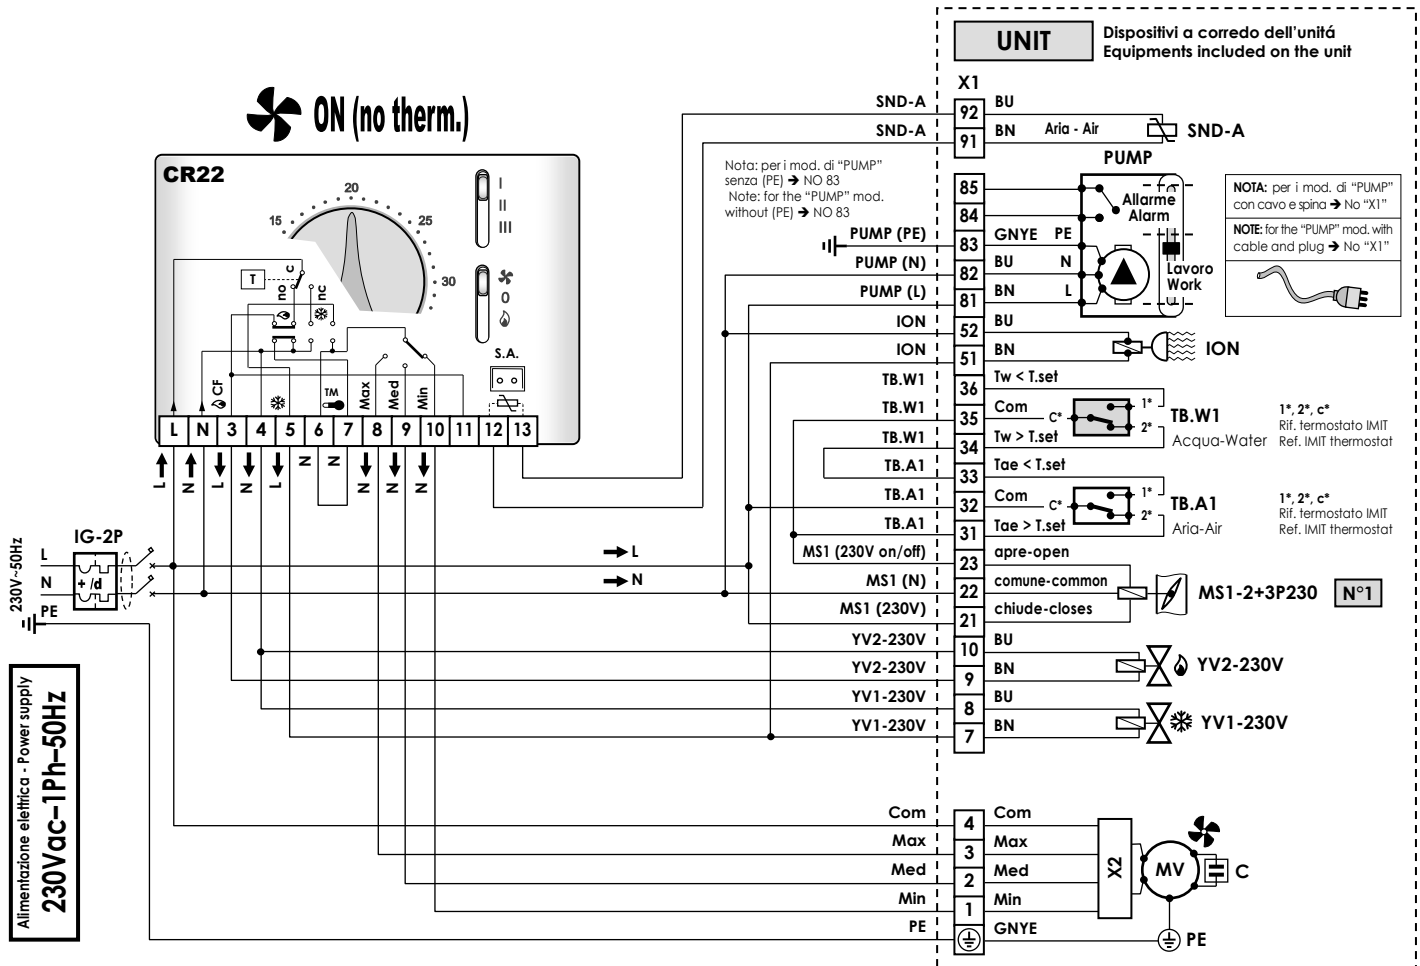 UNIT
Dispositivi a corredo dell'unitá
Equipments included on the unit
ON (no therm.)
CR22
15
20
25
30
I
II
III
0
T
c
no
nc
S.A.
CF
TM
Max
Med
Min
L N 3 4 5 6 7 8 9 10 11 12 13
L
N
L
N
L
N
N
N
N
N
IG-2P
230V~50Hz
L
N
PE
+ /d
L
N
Alimentazione elettrica - Power supply
230Vac–1Ph–50Hz
Nota: per i mod. di "PUMP"
senza (PE) ➔ NO 83
Note: for the "PUMP" mod.
without (PE) ➔ NO 83
X1
SND-A 92 BU
SND-A 91 BN Aria - Air
SND-A
PUMP
85
84
Allarme
Alarm
PUMP (PE) 83 GNYE PE
PUMP (N) 82 BU N
PUMP (L) 81 BN L
Lavoro
Work
NOTA: per i mod. di "PUMP"
con cavo e spina ➔ No "X1"
NOTE: for the "PUMP" mod. with
cable and plug ➔ No "X1"
ION 52 BU
ION 51 BN
ION
TB.W1 36 Tw < T.set
TB.W1 35 Com C*
TB.W1 34 Tw > T.set
1*
2*
TB.W1
Acqua-Water
1*, 2*, c*
Rif. termostato IMIT
Ref. IMIT thermostat
TB.A1 33 Tae < T.set
TB.A1 32 Com C*
TB.A1 31 Tae > T.set
1*
2*
TB.A1
Aria-Air
1*, 2*, c*
Rif. termostato IMIT
Ref. IMIT thermostat
MS1 (230V on/off) 23 apre-open
MS1 (N) 22 comune-common
MS1 (230V) 21 chiude-closes
MS1-2+3P230
N°1
YV2-230V 10 BU
YV2-230V 9 BN
YV2-230V
YV1-230V 8 BU
YV1-230V 7 BN
YV1-230V
Com 4 Com
Max 3 Max
Med 2 Med
Min 1 Min
PE GNYE
X2
MV
C
PE